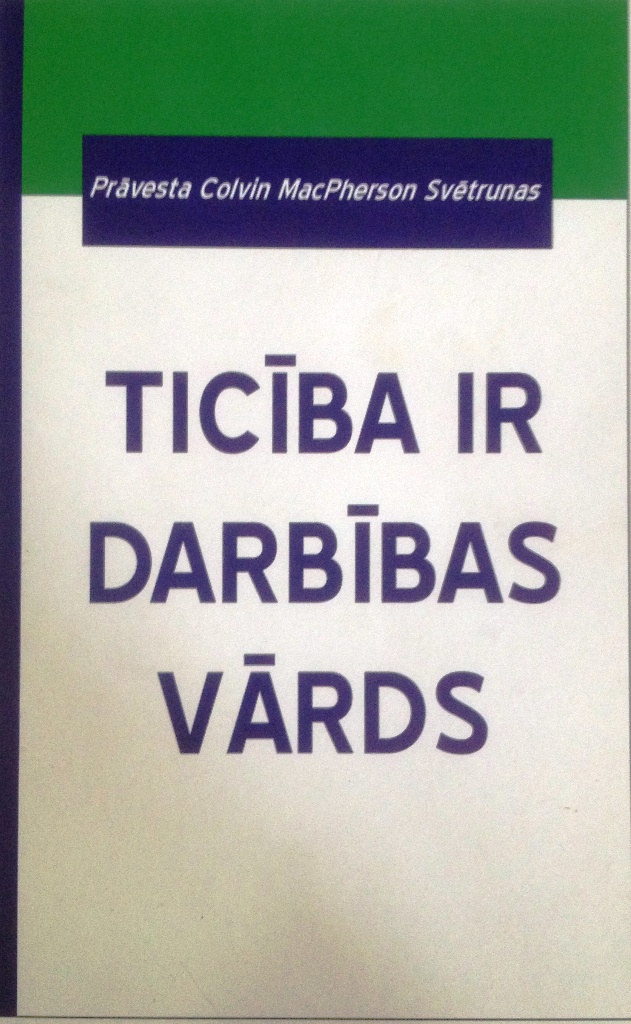 Prāvesta Colvin MacPherson Svētrunas
TICĪBA IR
DARBĪBAS
VĀRDS